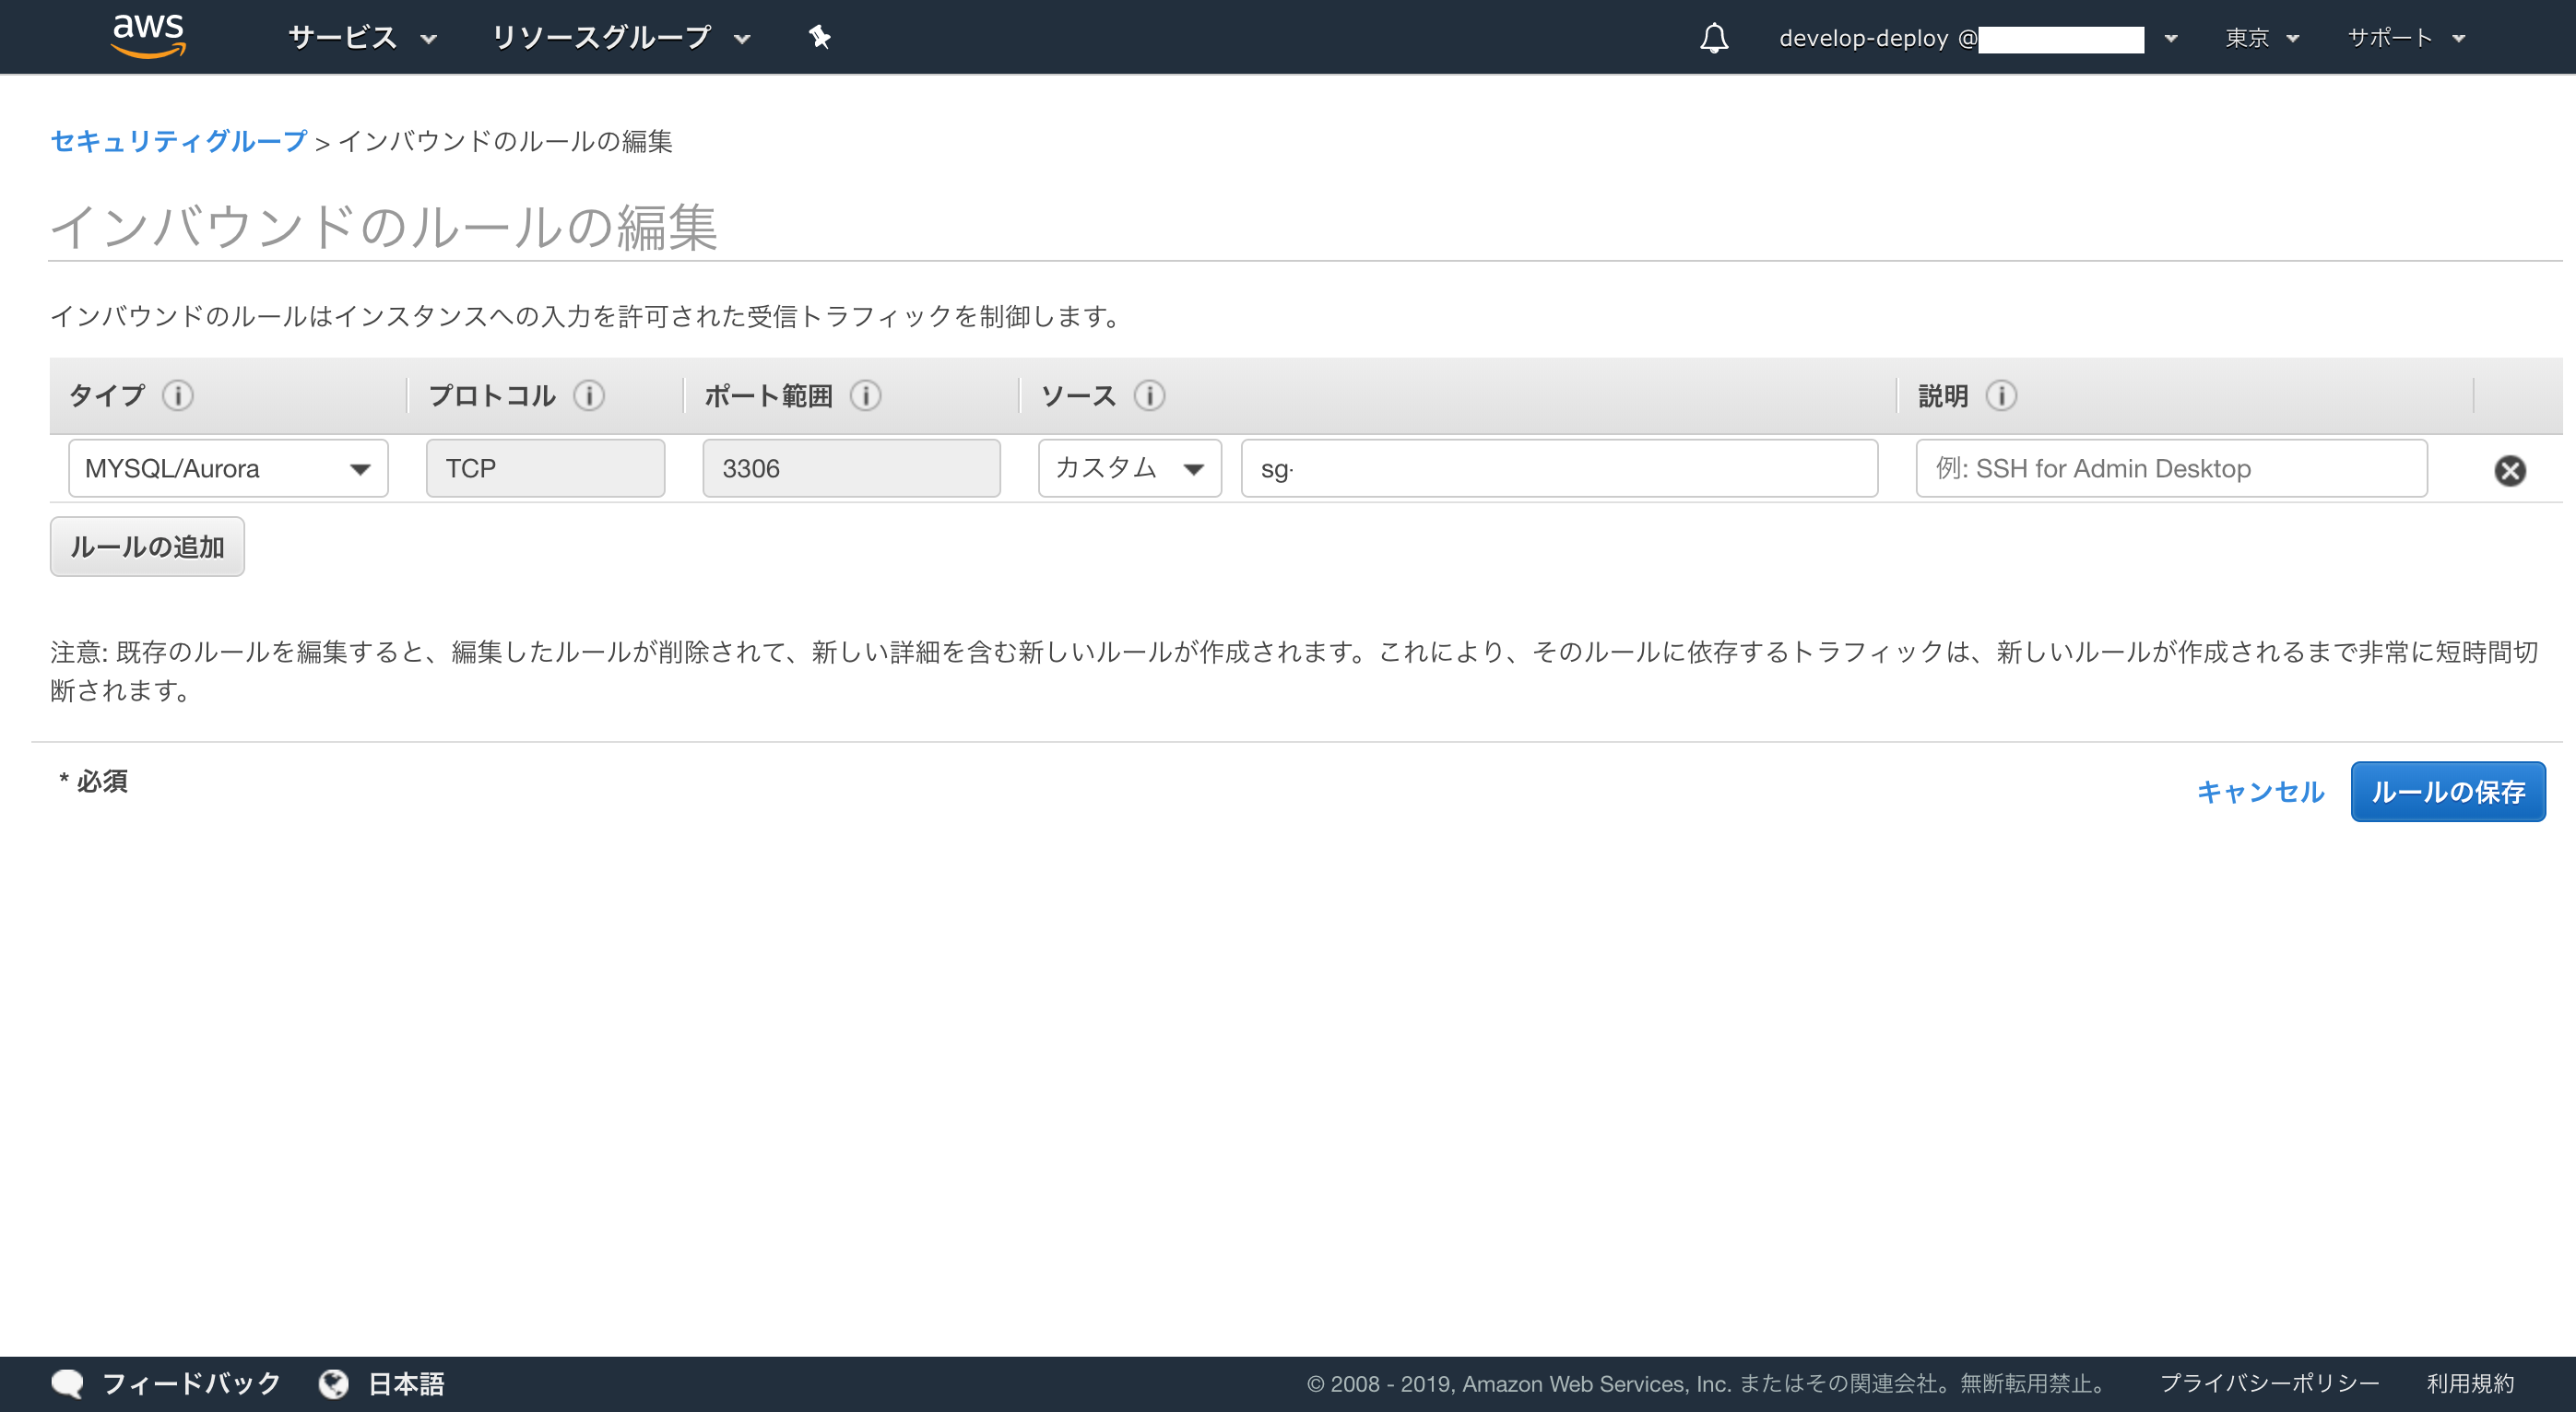 aws サービス リソースグループ develop-deploy @ 東京 サポート
セキュリティグループ > インバウンドのルールの編集
インバウンドのルールの編集
インバウンドのルールはインスタンスへの入力を許可された受信トラフィックを制御します。
タイプ プロトコル ポート範囲 ソース 説明
MYSQL/Aurora TCP 3306 カスタム sg- 例: SSH for Admin Desktop
ルールの追加
注意: 既存のルールを編集すると、編集したルールが削除されて、新しい詳細を含む新しいルールが作成されます。これにより、そのルールに依存するトラフィックは、新しいルールが作成されるまで非常に短時間切
断されます。
* 必須
キャンセル ルールの保存
フィードバック 日本語 © 2008 - 2019, Amazon Web Services, Inc. またはその関連会社。無断転用禁止。 プライバシーポリシー 利用規約